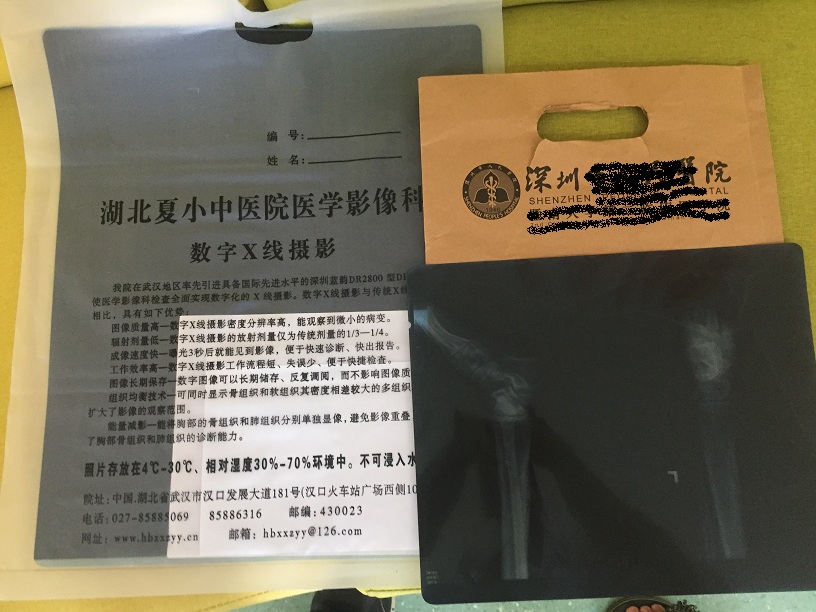 编 号:
姓 名:
湖北夏小中医院医学影像科
数字X线摄影
我院在武汉地区率先引进具备国际先进水平的深圳蓝韵DR2800 型
使医学影像科检查全面实现数字化的 X 线摄影。数字X线摄影与传统X线
相比,具有如下优势:
图像质量高—数字X线摄影密度分辨率高,能观察到微小的病变。
辐射剂量低—数字X线摄影的放射剂量仅为传统剂量的1/3—1/4。
成像速度快—曝光3秒后就能见到影像,便于快速诊断、快出报告。
工作效率高—数字X线摄影工作流程短、失误少、便于快捷检查。
图像长期保存—数字图像可以长期储存、反复调阅,而不影响图像质
组织均衡技术—可同时显示骨组织和软组织其密度相差较大的多组织
扩大了影像的观察范围。
能量减影—能将胸部的骨组织和肺组织分别单独显像,避免影像重叠
了胸部骨组织和肺组织的诊断能力。
照片存放在4℃-30℃、相对湿度30%-70%环境中。不可浸入水
院址:中国.湖北省武汉市汉口发展大道181号(汉口火车站广场西侧10
电话:027-85885069 85886316 邮编:430023
网址: www.hbxxzyy.cn 邮箱: hbxxzyy@126.com
深圳 医院
SHENZHEN TAL